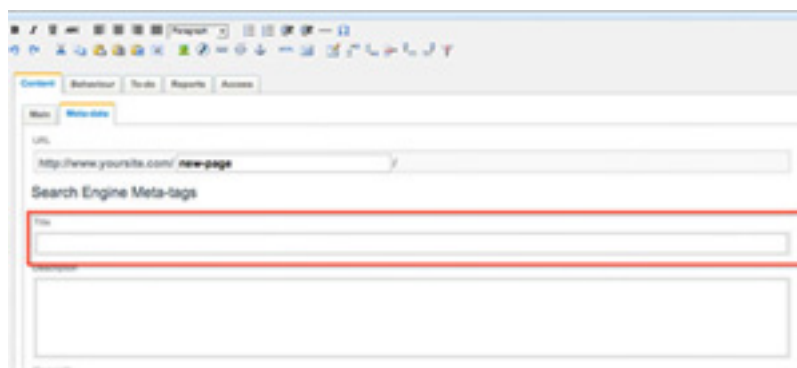 Paragraph
Content Behaviour To-do Reports Access
Main Meta-data
URL
http://www.yoursite.com/ new-page /
Search Engine Meta-tags
Title
Description